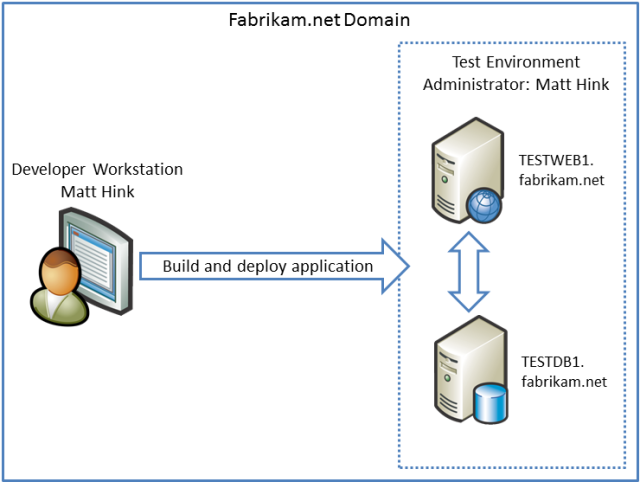 Fabrikam.net Domain
Test Environment
Administrator: Matt Hink
TESTWEB1.
fabrikam.net
Developer Workstation
Matt Hink
Build and deploy application
TESTDB1.
fabrikam.net